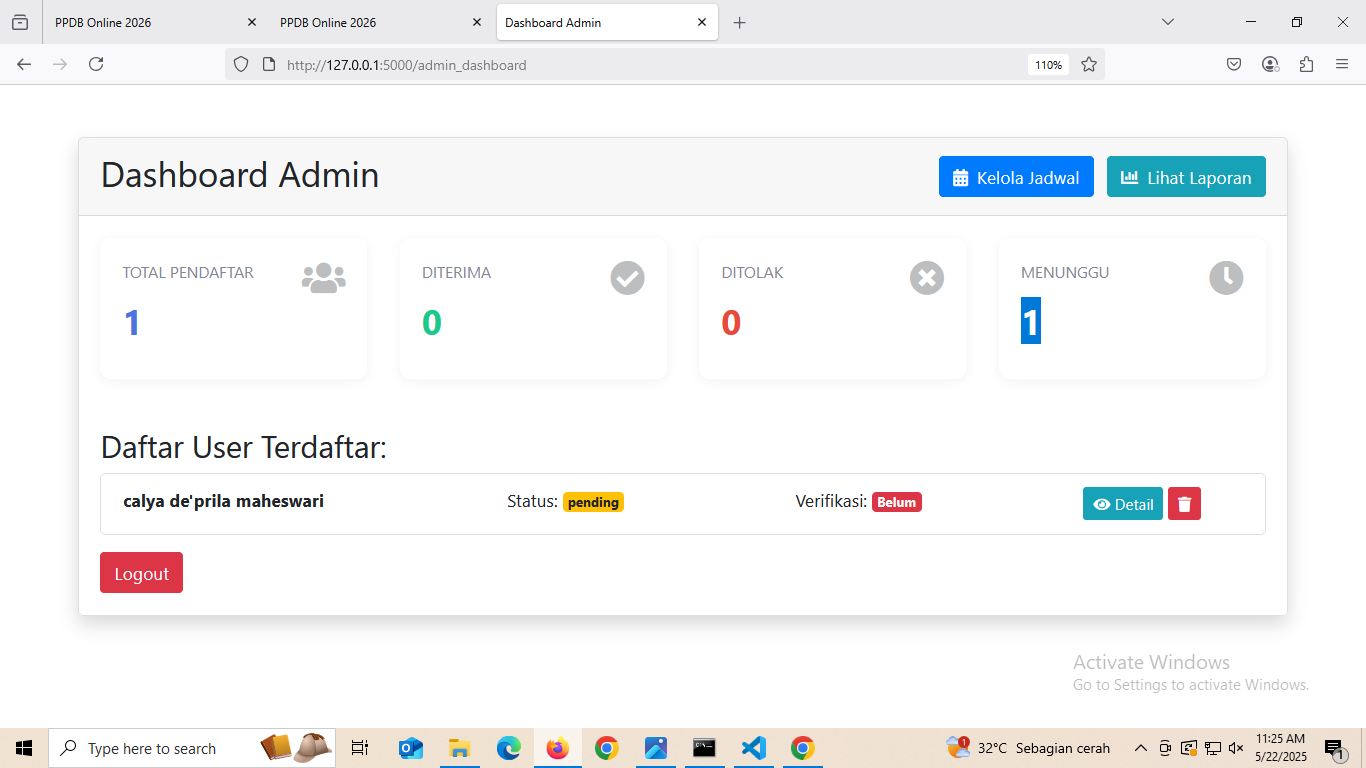 PPDB Online 2026
PPDB Online 2026
Dashboard Admin
http://127.0.0.1:5000/admin_dashboard
110%
Dashboard Admin
Kelola Jadwal
Lihat Laporan
TOTAL PENDAFTAR
1
DITERIMA
0
DITOLAK
0
MENUNGGU
1
Daftar User Terdaftar:
calya de'prila maheswari
Status: pending
Verifikasi: Belum
Detail
Logout
Activate Windows
Go to Settings to activate Windows.
Type here to search
1
32°C Sebagian cerah
11:25 AM
5/22/2025
1